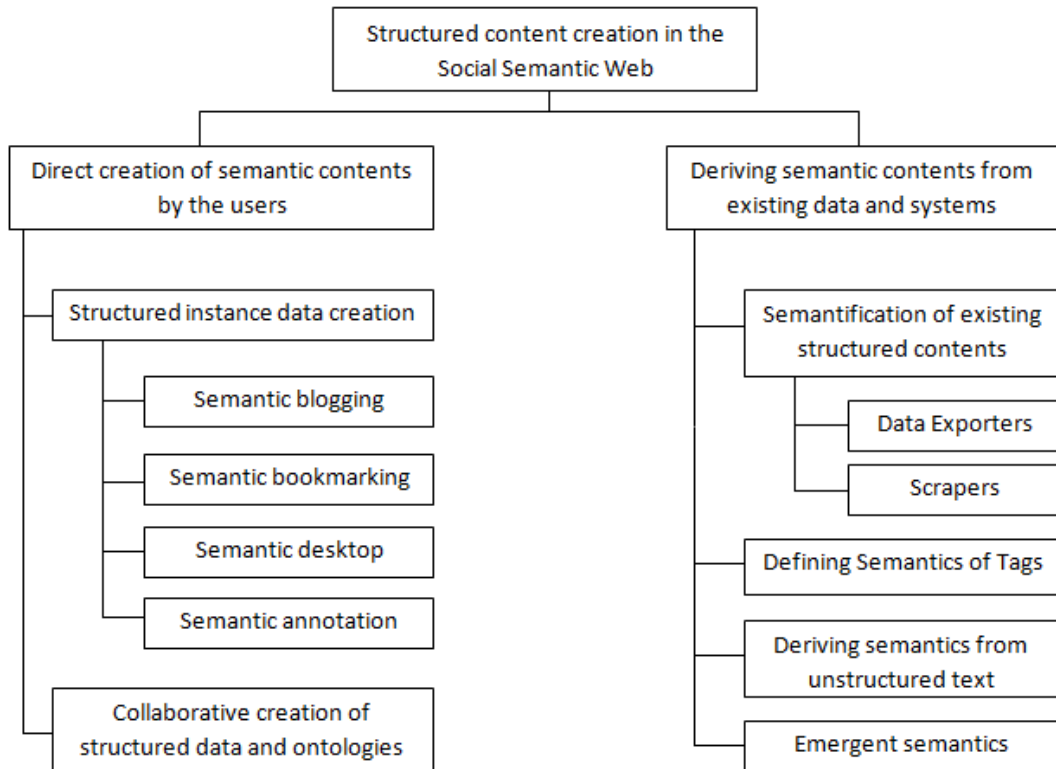 Structured content creation in the
Social Semantic Web
Direct creation of semantic contents
by the users
Structured instance data creation
Semantic blogging
Semantic bookmarking
Semantic desktop
Semantic annotation
Collaborative creation of
structured data and ontologies
Deriving semantic contents from
existing data and systems
Semantification of existing
structured contents
Data Exporters
Scrapers
Defining Semantics of Tags
Deriving semantics from
unstructured text
Emergent semantics